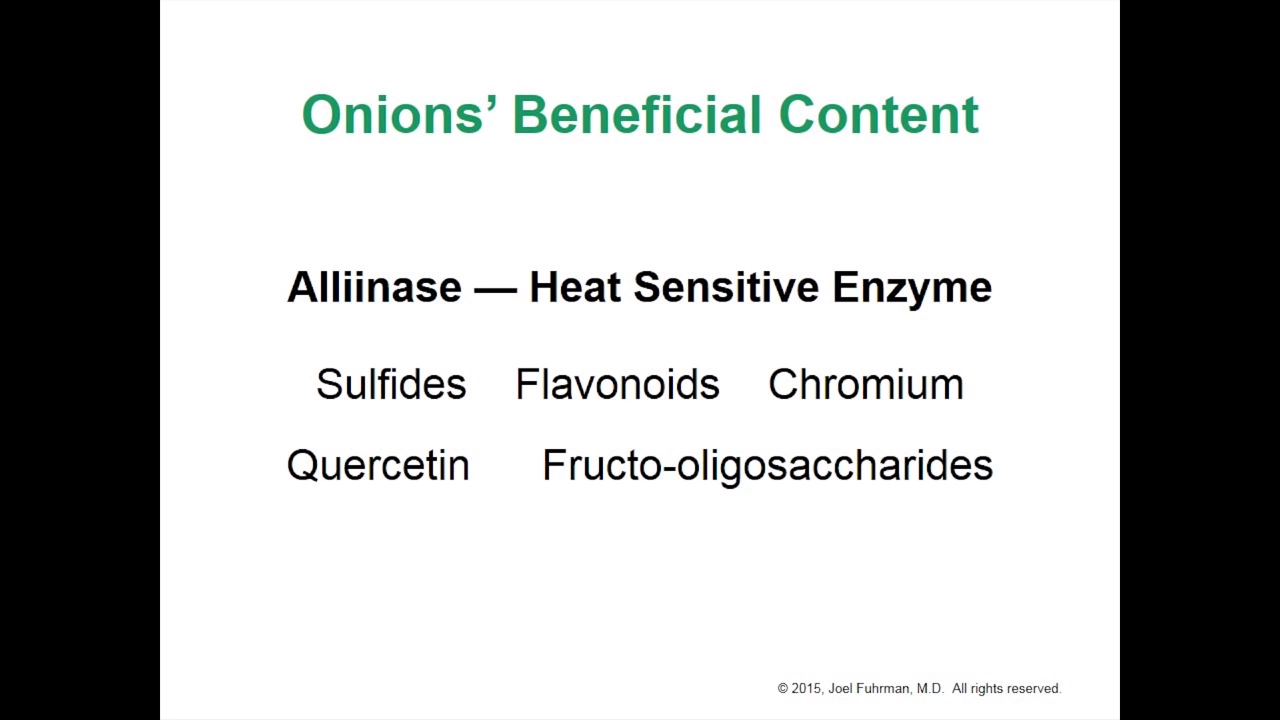 Onions’ Beneficial Content
Alliinase — Heat Sensitive Enzyme
Sulfides Flavonoids Chromium
Quercetin Fructo-oligosaccharides
© 2015, Joel Fuhrman, M.D. All rights reserved.